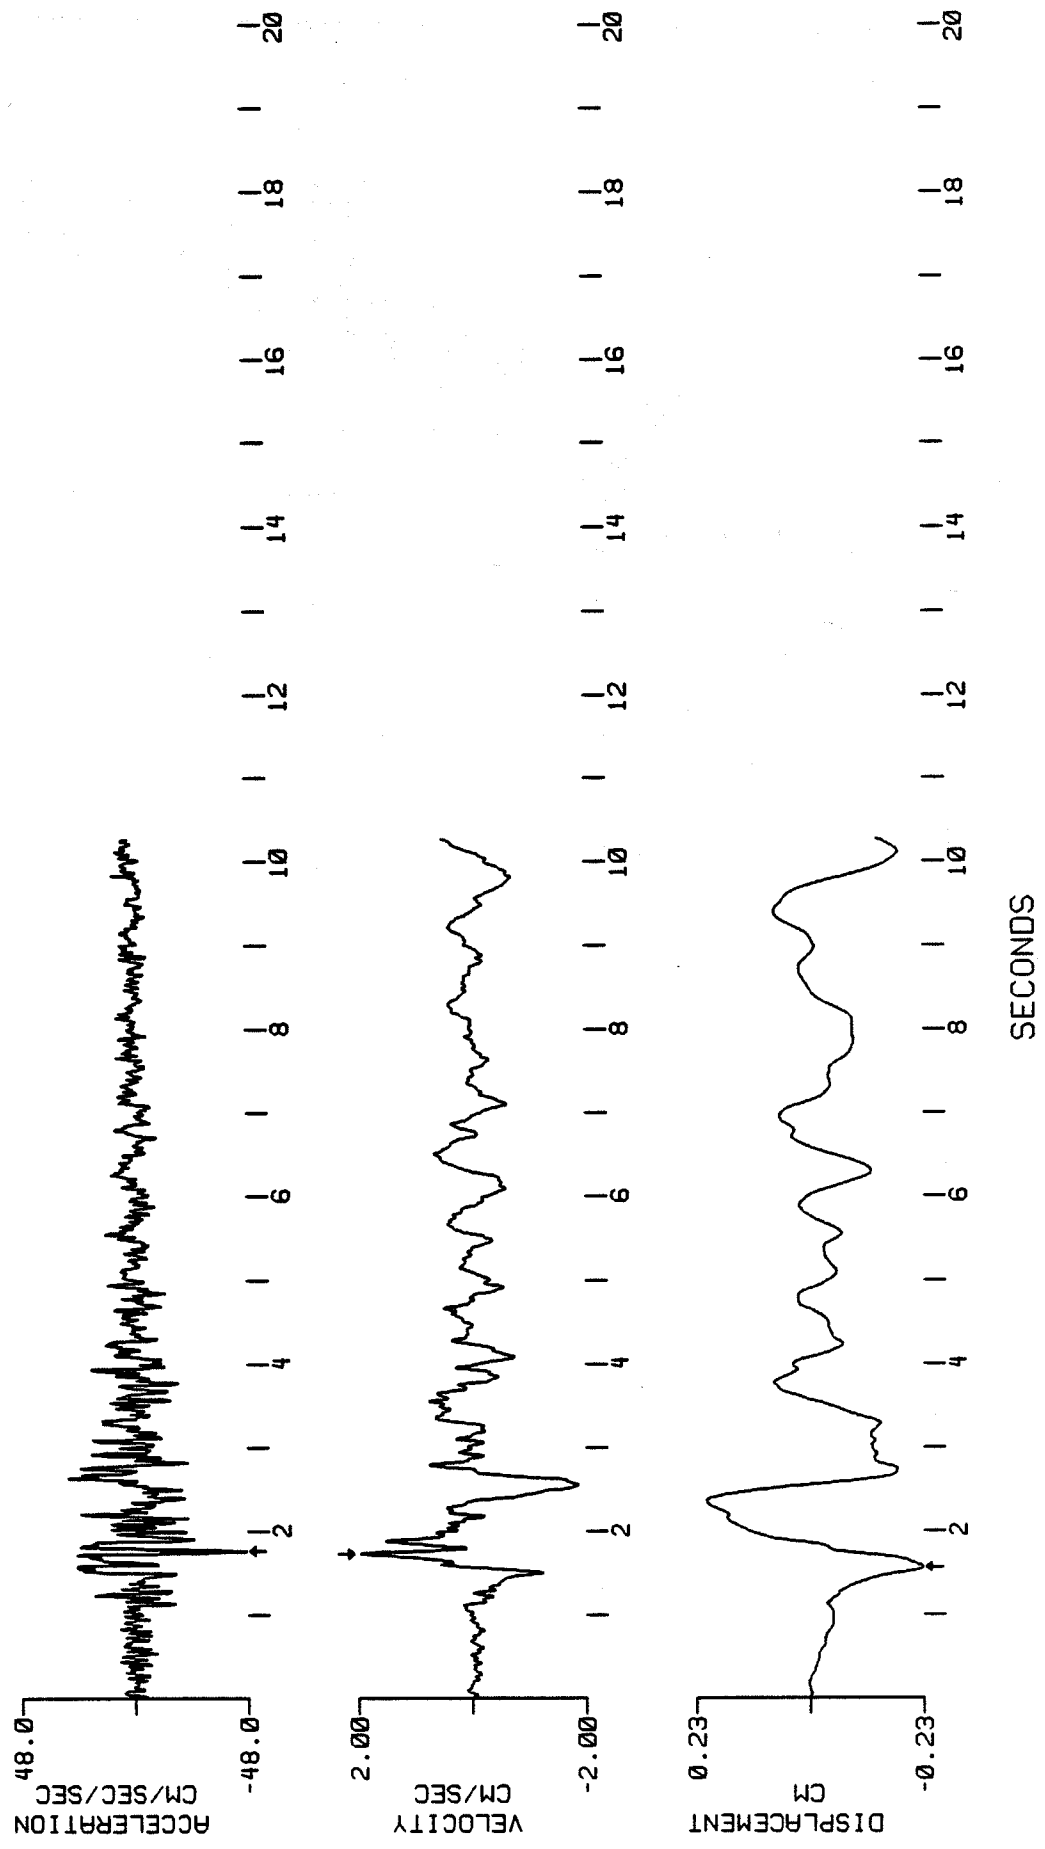 ACCELERATION
CM/SEC/SEC
48.0
-48.0
2 4 6 8 10 12 14 16 18 20
VELOCITY
CM/SEC
2.00
-2.00
2 4 6 8 10 12 14 16 18 20
DISPLACEMENT
CM
0.23
-0.23
2 4 6 8 10 12 14 16 18 20
SECONDS